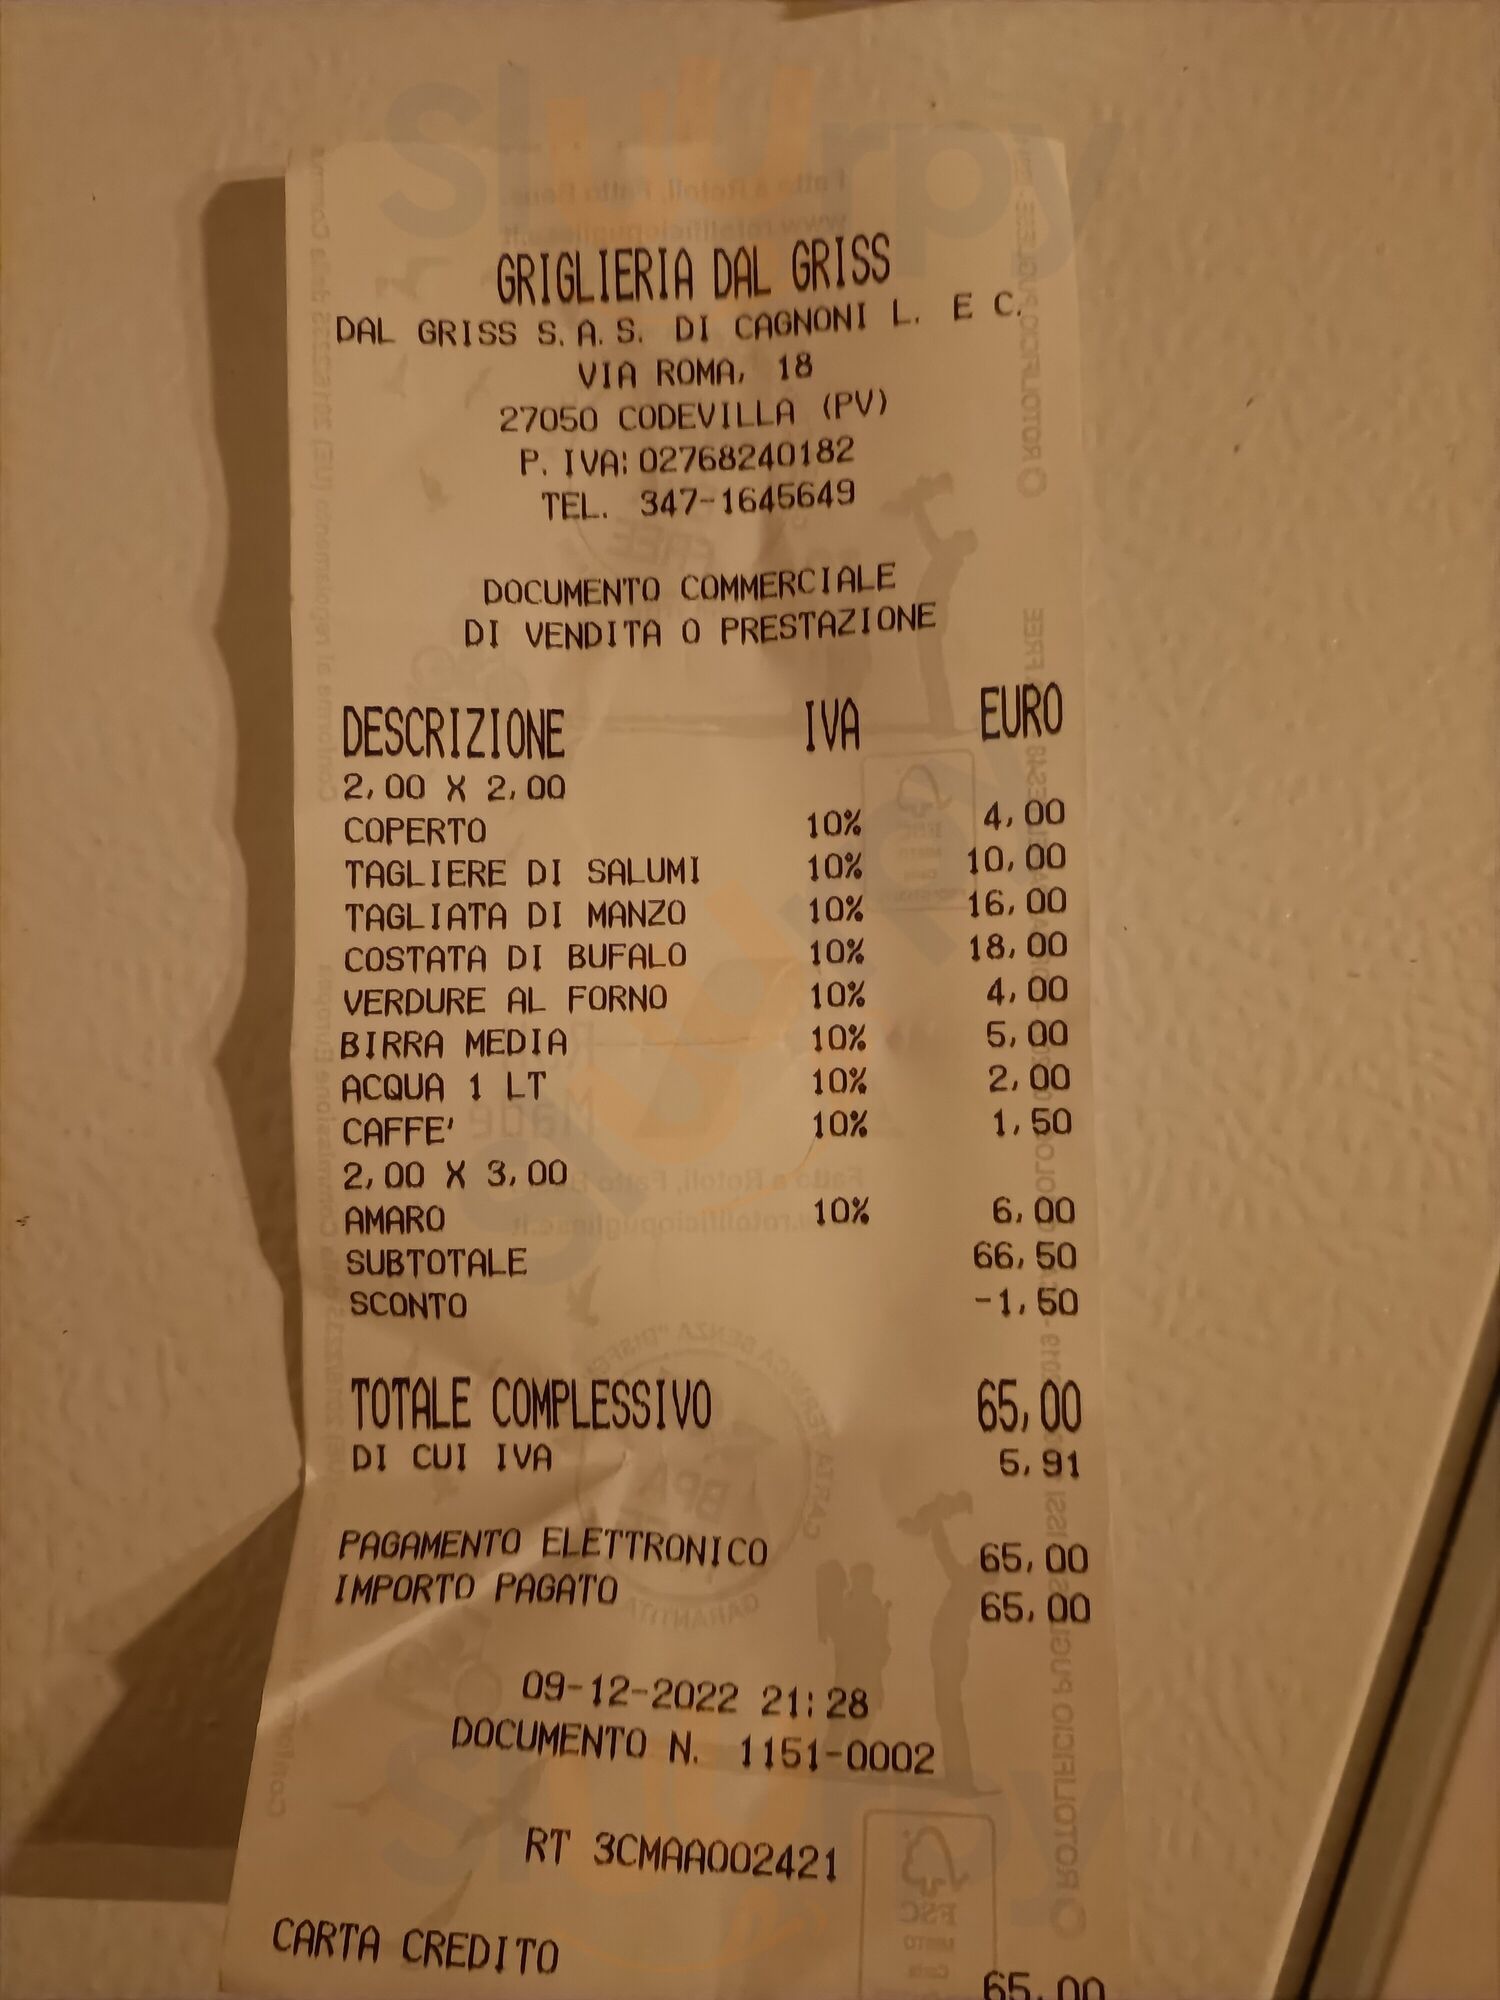 GRIGLIERIA DAL GRISS
DAL GRISS S.A.S. DI CAGNONI L. E C.
VIA ROMA, 18
27050 CODEVILLA (PV)
P. IVA:02768240182
TEL. 347-1645649
DOCUMENTO COMMERCIALE
DI VENDITA O PRESTAZIONE
DESCRIZIONE IVA EURO
2,00 X 2,00
COPERTO 10% 4,00
TAGLIERE DI SALUMI 10% 10,00
TAGLIATA DI MANZO 10% 16,00
COSTATA DI BUFALO 10% 18,00
VERDURE AL FORNO 10% 4,00
BIRRA MEDIA 10% 5,00
ACQUA 1 LT 10% 2,00
CAFFE' 10% 1,50
2,00 X 3,00
AMARO 10% 6,00
SUBTOTALE 66,50
SCONTO -1,50
TOTALE COMPLESSIVO 65,00
DI CUI IVA 5,91
PAGAMENTO ELETTRONICO 65,00
IMPORTO PAGATO 65,00
09-12-2022 21:28
DOCUMENTO N. 1151-0002
RT 3CMAA002421
CARTA CREDITO 65,00
Sluurpy
Sluurpy
Sluurpy